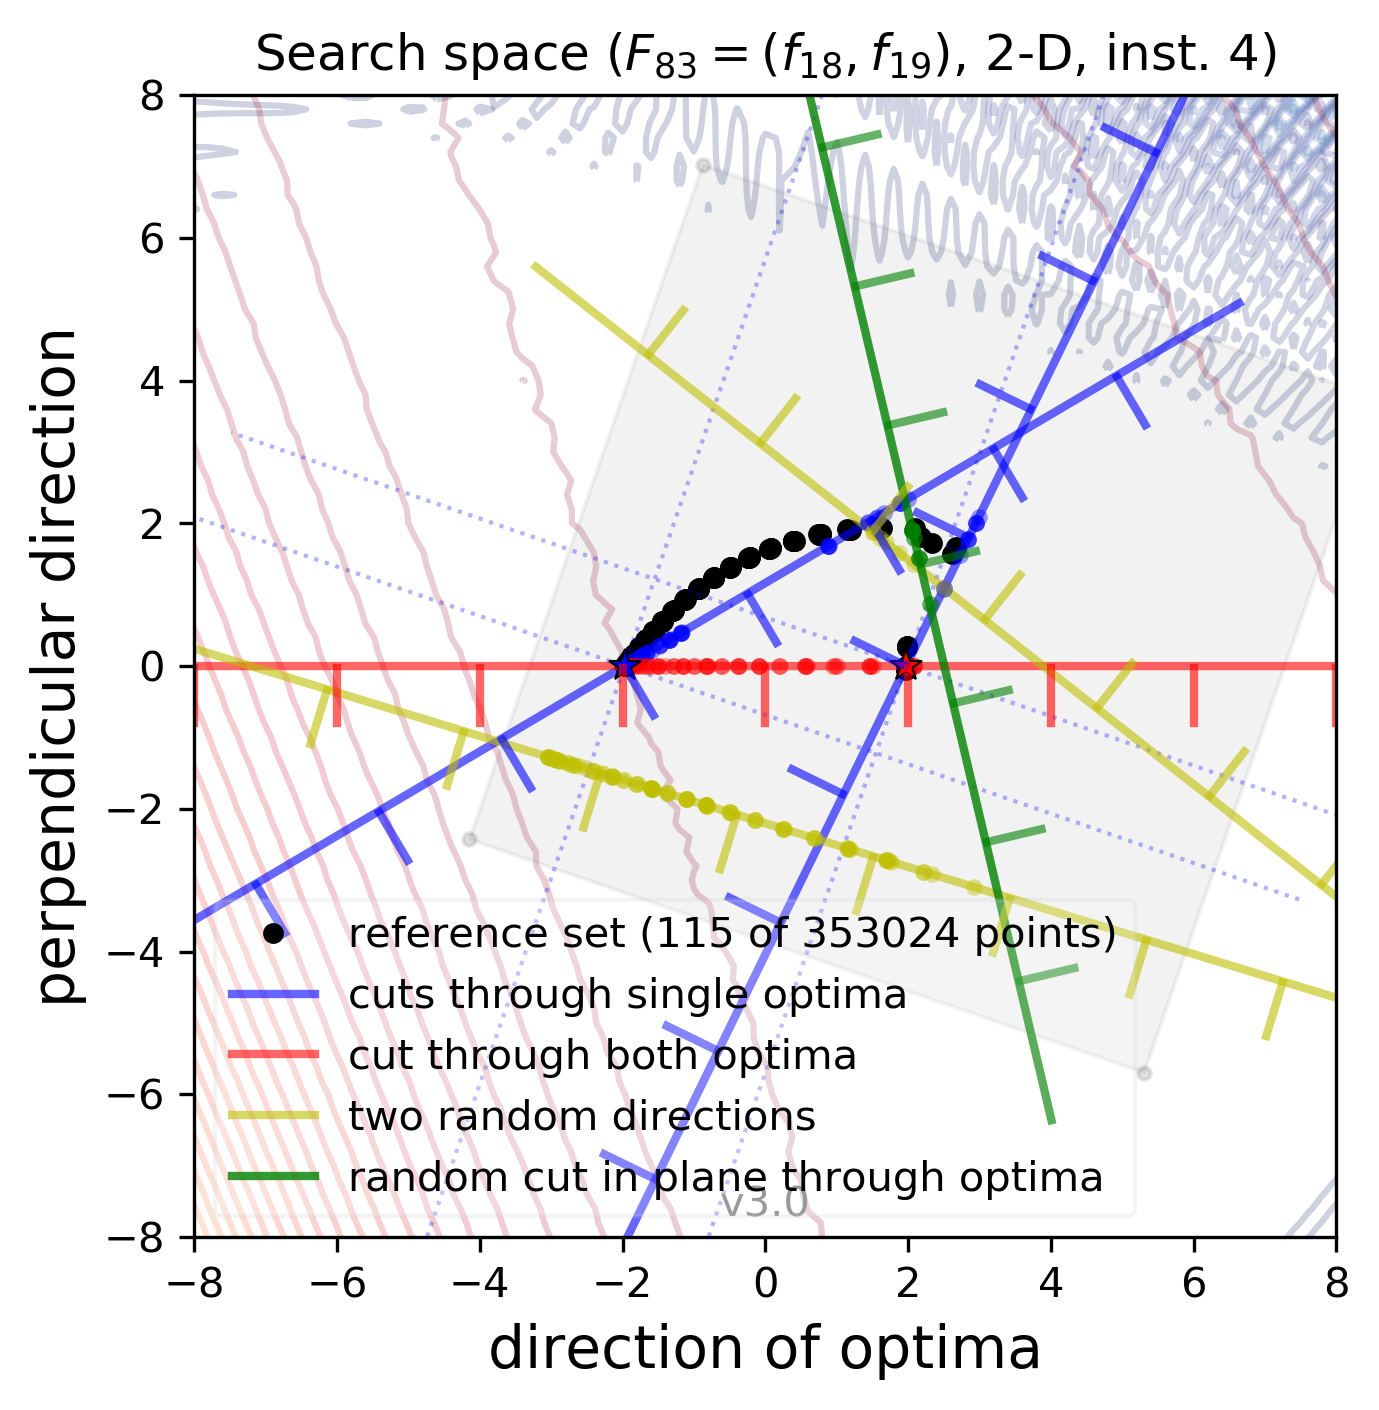 Search space (F₈₃ = (f₁₈, f₁₉), 2-D, inst. 4)
8
6
4
2
0
−2
−4
−6
−8
perpendicular direction
reference set (115 of 353024 points)
cuts through single optima
cut through both optima
two random directions
random cut in plane through optima
v3.0
−8 −6 −4 −2 0 2 4 6 8
direction of optima